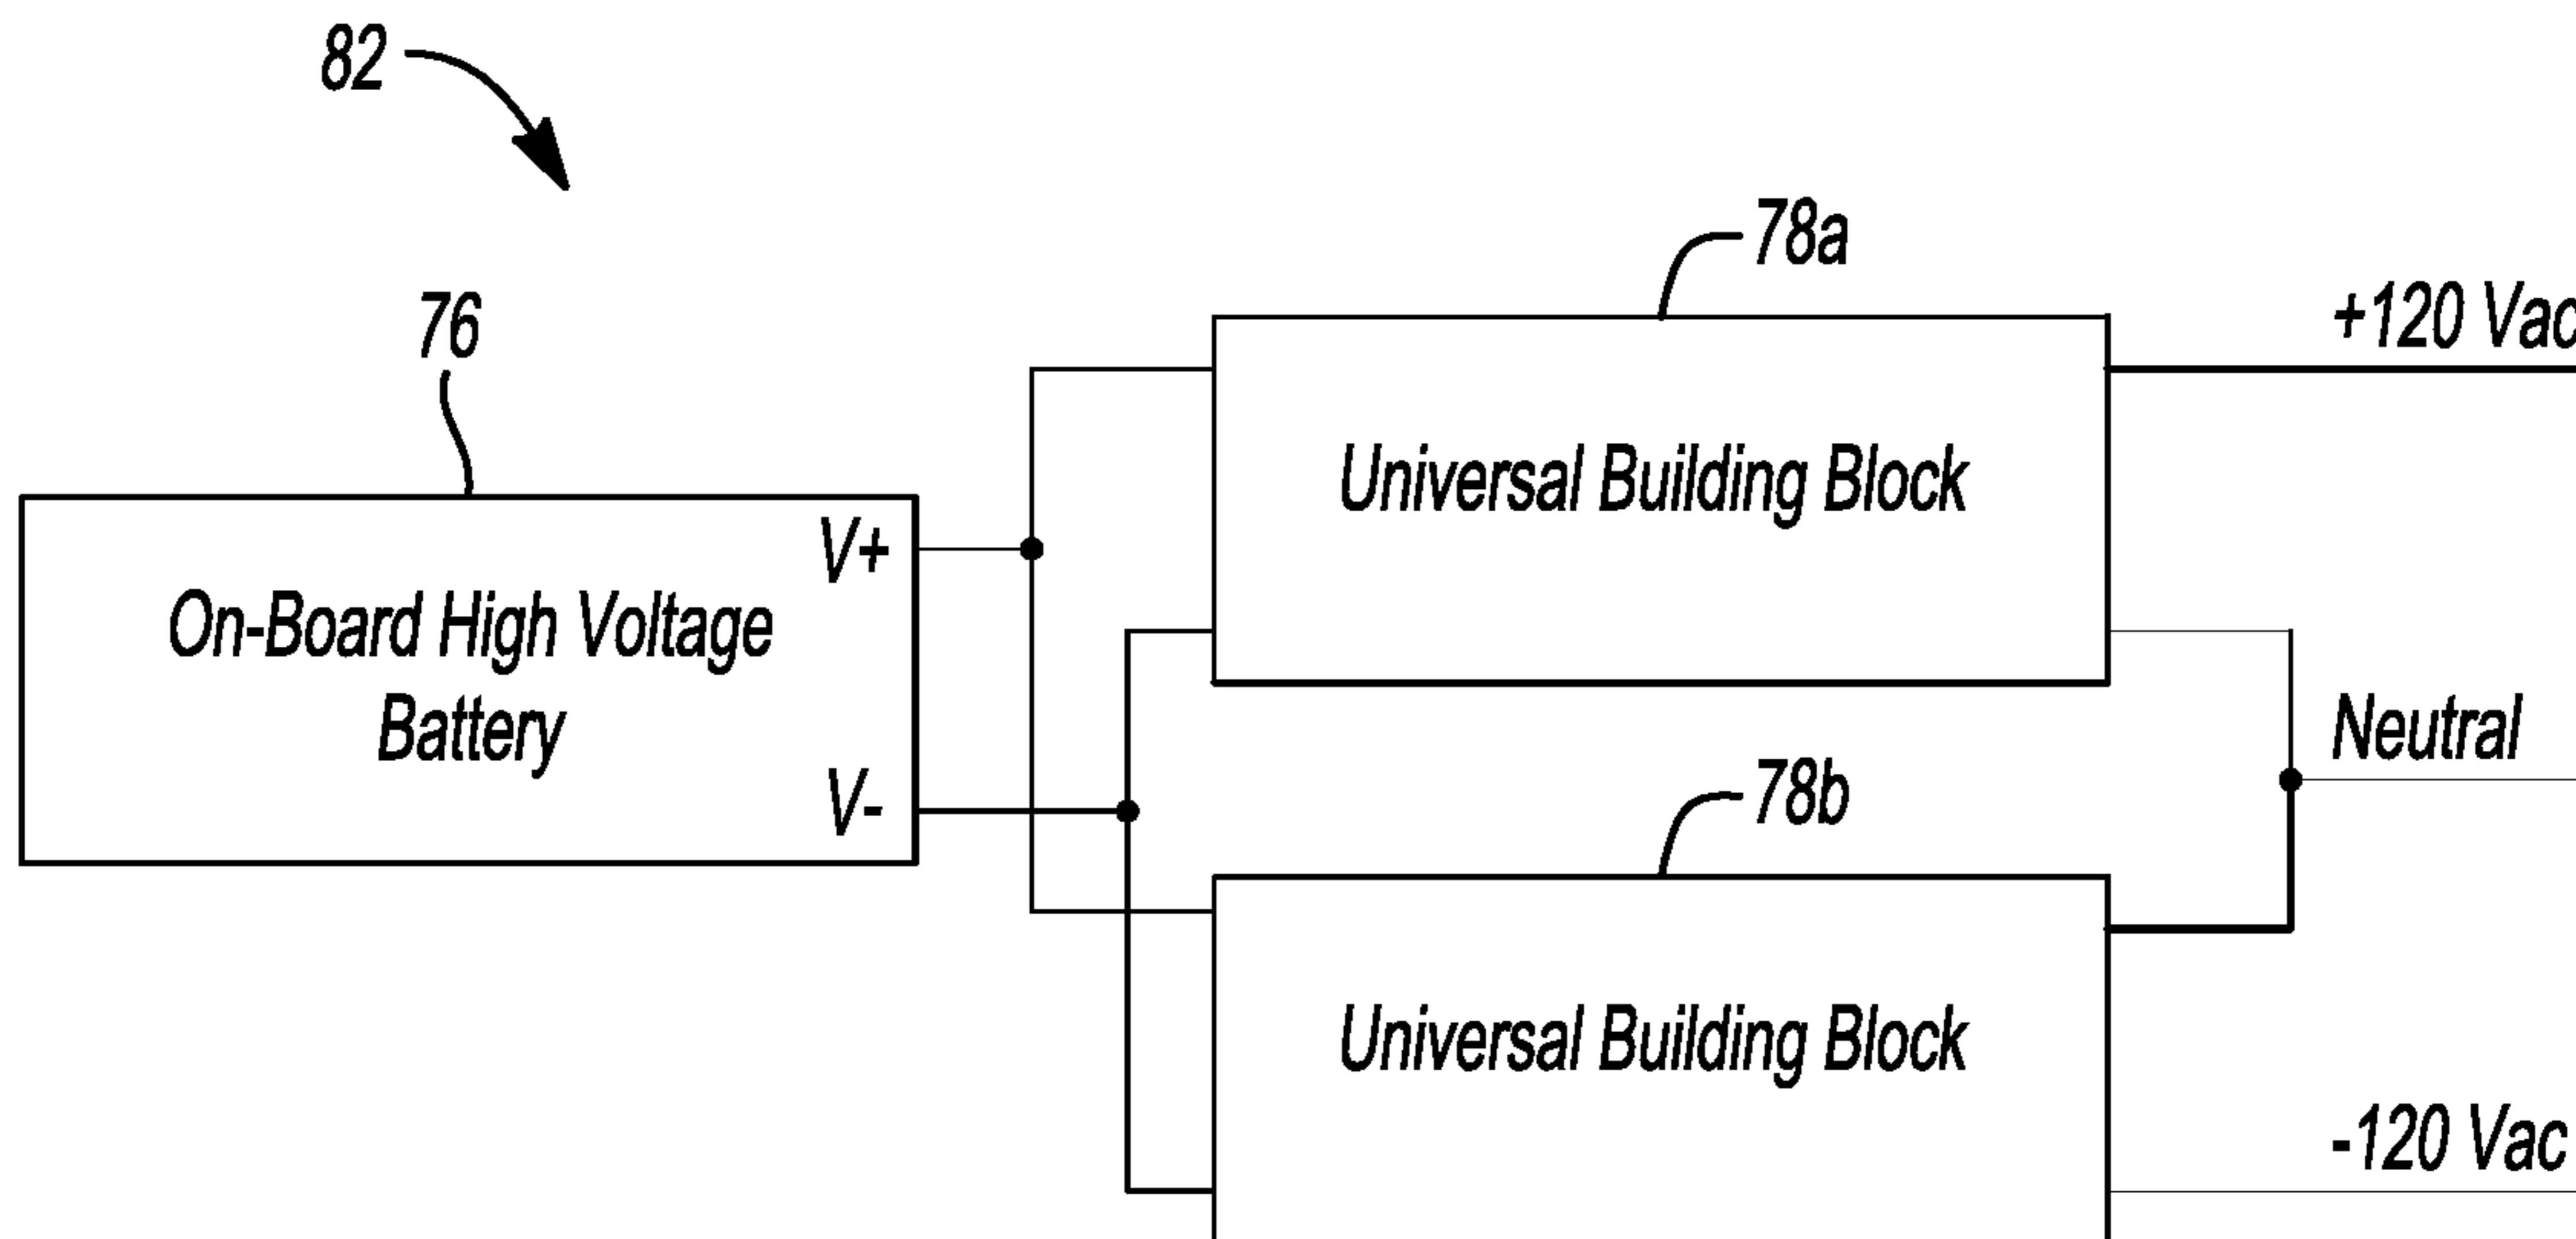 82
78a
+120 Vac
76
Universal Building Block
V+
On-Board High Voltage
Battery
V-
Neutral
78b
Universal Building Block
-120 Vac